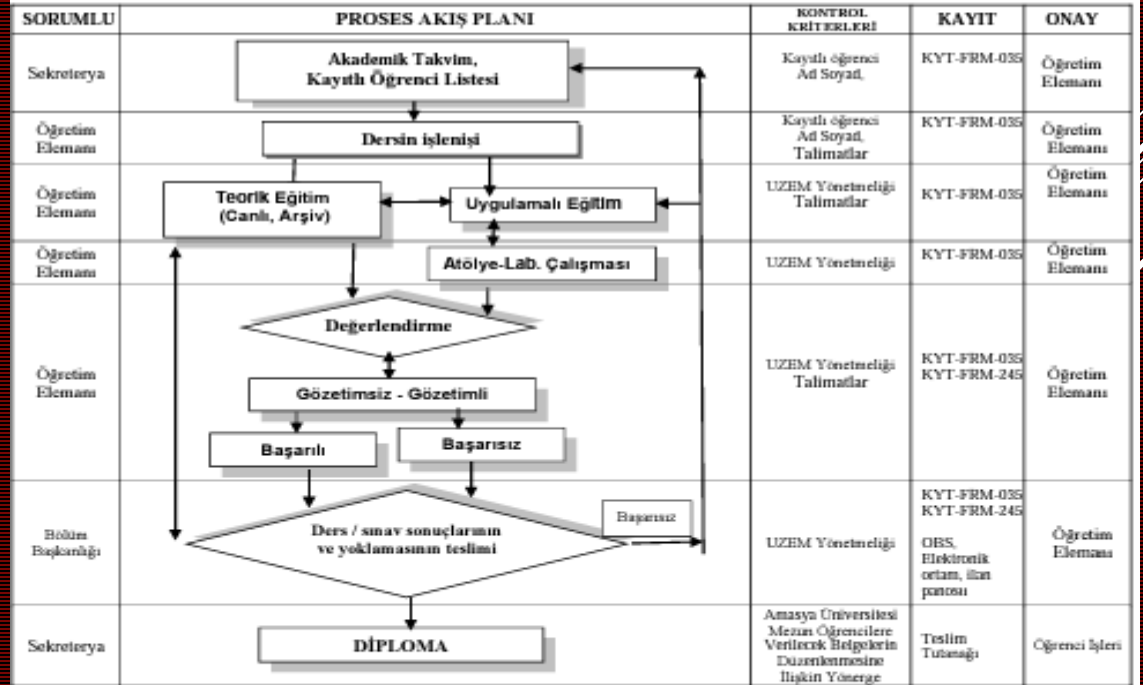 SORUMLU
PROSES AKIŞ PLANI
KONTROL
KRİTERLERİ
KAYIT
ONAY
Sekreterya
Akademik Takvim,
Kayıtlı Öğrenci Listesi
Kayıtlı öğrenci
Ad Soyad,
KYT-FRM-035
Öğretim
Elemanı
Öğretim
Elemanı
Dersin işlenişi
Kayıtlı öğrenci
Ad Soyad,
Talimatlar
KYT-FRM-035
Öğretim
Elemanı
Öğretim
Elemanı
Teorik Eğitim
(Canlı, Arşiv)
Uygulamalı Eğitim
UZEM Yönetmeliği
Talimatlar
KYT-FRM-035
Öğretim
Elemanı
Öğretim
Elemanı
Atölye-Lab. Çalışması
UZEM Yönetmeliği
KYT-FRM-035
Öğretim
Elemanı
Öğretim
Elemanı
Değerlendirme
Gözetimsiz - Gözetimli
Başarılı
Başarısız
UZEM Yönetmeliği
Talimatlar
KYT-FRM-035
KYT-FRM-245
Öğretim
Elemanı
Bölüm
Başkanlığı
Ders / sınav sonuçlarının
ve yoklamasının teslimi
Başarısız
UZEM Yönetmeliği
KYT-FRM-035
KYT-FRM-245
OBS,
Elektronik
ortam, ilan
panosu
Öğretim
Elemanı
Sekreterya
DİPLOMA
Amasya Üniversitesi
Mezun Öğrencilere
Verilecek Belgelerin
Düzenlenmesine
İlişkin Yönerge
Teslim
Tutanağı
Öğrenci İşleri